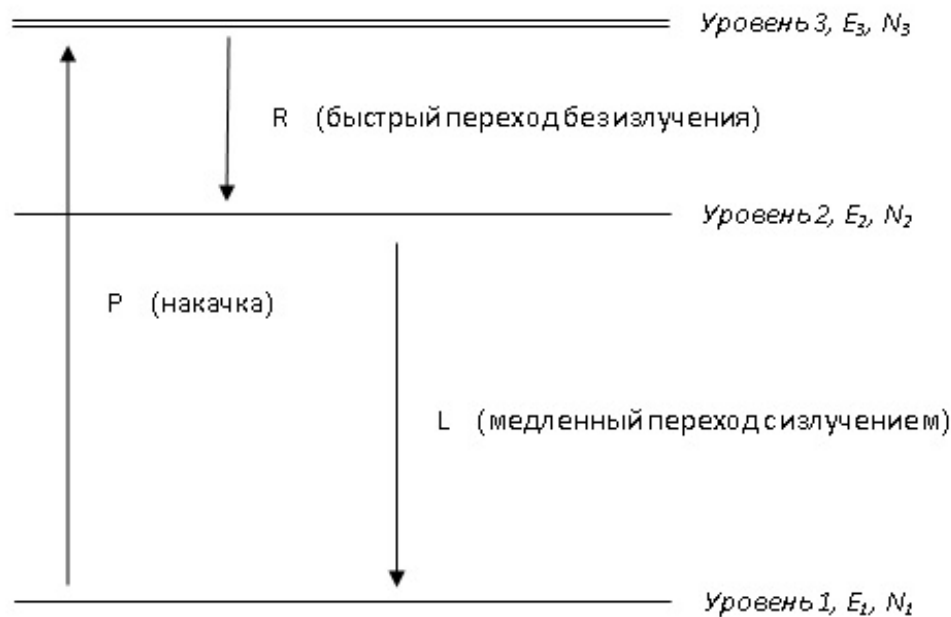 Уровень 3, E₃, N₃
R (быстрый переход без излучения)
Уровень 2, E₂, N₂
P (накачка)
L (медленный переход с излучением)
Уровень 1, E₁, N₁